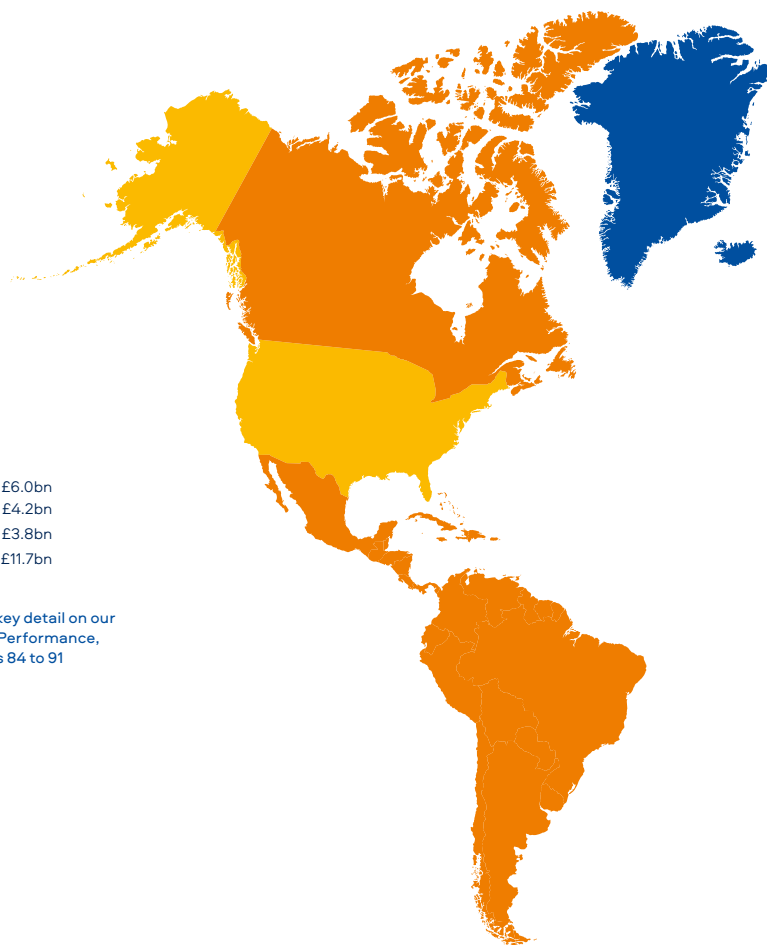 £6.0bn
£4.2bn
£3.8bn
£11.7bn
key detail on our
Performance,
84 to 91